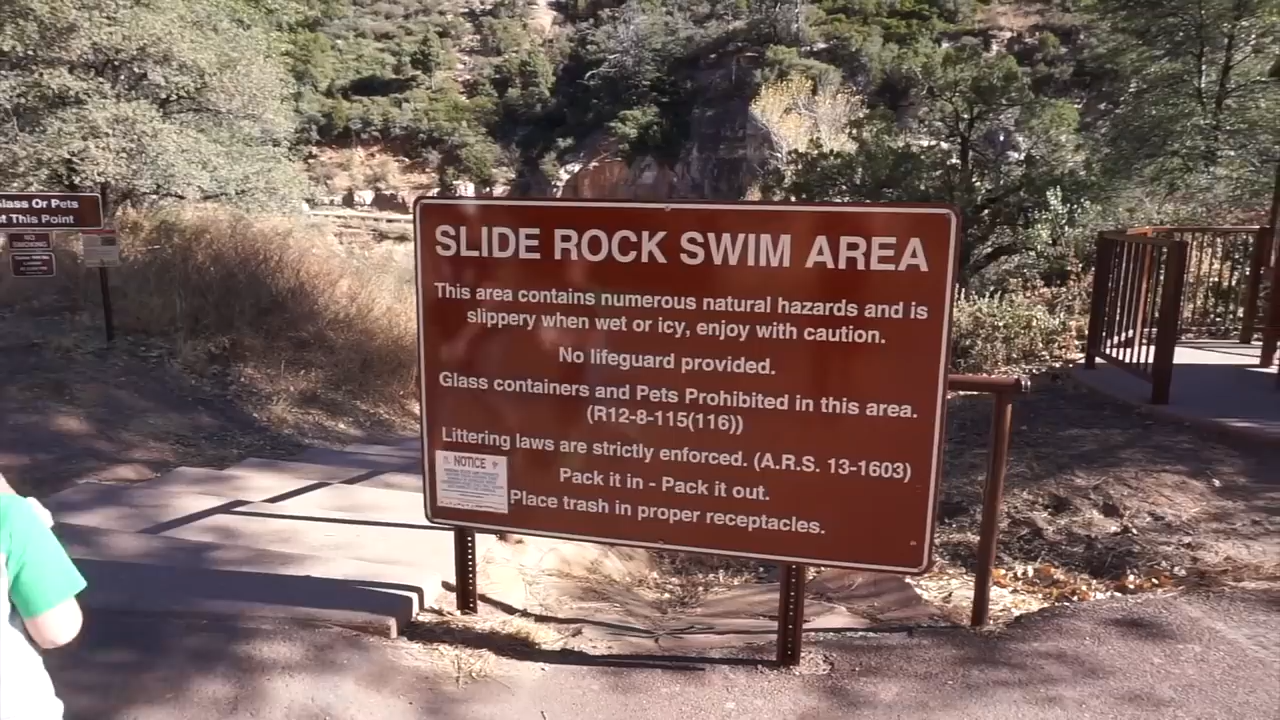 Glass Or Pets
st This Point
NO
SMOKING
SLIDE ROCK SWIM AREA
This area contains numerous natural hazards and is
slippery when wet or icy, enjoy with caution.
No lifeguard provided.
Glass containers and Pets Prohibited in this area.
(R12-8-115(116))
Littering laws are strictly enforced. (A.R.S. 13-1603)
Pack it in - Pack it out.
Place trash in proper receptacles.
NOTICE